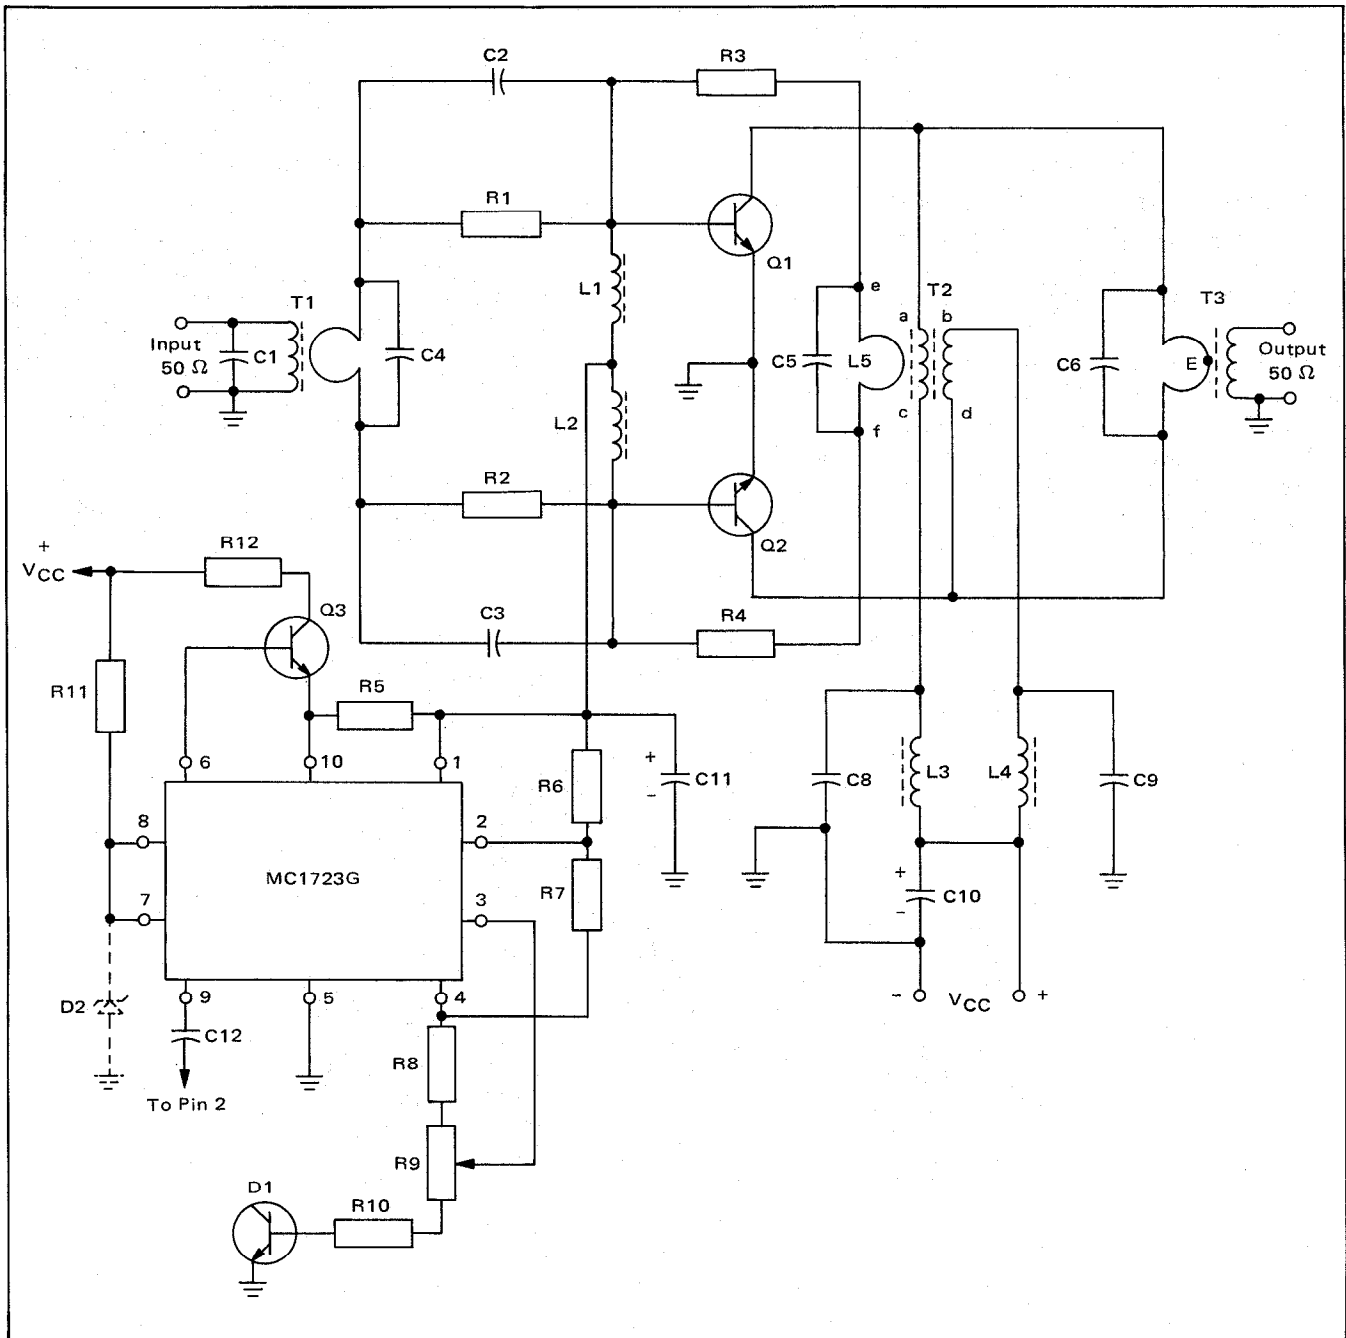 C2
R3
R1
Q1
L1
T1
e
T2
a
b
T3
Input
50 Ω
C1
C4
C5
L5
C6
E
Output
50 Ω
L2
c
d
f
R2
Q2
+
VCC
R12
Q3
C3
R4
R11
R5
6
10
1
+
−
C11
R6
C8
L3
L4
C9
8
2
MC1723G
7
3
R7
+
−
C10
D2
9
5
4
− VCC +
C12
To Pin 2
R8
R9
D1
R10